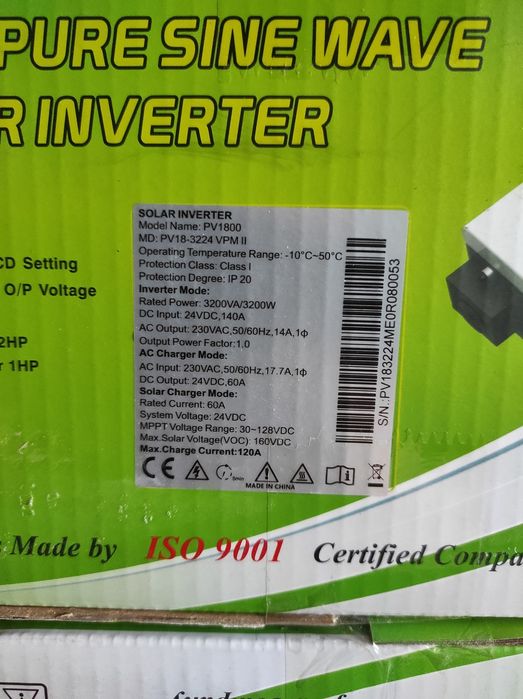 PURE SINE WAVE
R INVERTER
SOLAR INVERTER
Model Name: PV1800
MD: PV18-3224 VPM II
Operating Temperature Range: -10°C~50°C
Protection Class: Class I
Protection Degree: IP 20
Inverter Mode:
Rated Power: 3200VA/3200W
DC Input: 24VDC,140A
AC Output: 230VAC,50/60Hz,14A,1Φ
Output Power Factor:1.0
AC Charger Mode:
AC Input: 230VAC,50/60Hz,17.7A,1Φ
DC Output: 24VDC,60A
Solar Charger Mode:
Rated Current: 60A
System Voltage: 24VDC
MPPT Voltage Range: 30~128VDC
Max.Solar Voltage(VOC): 160VDC
Max.Charge Current:120A
CE
5min
MADE IN CHINA
S/N:PV183224ME0R080053
CD Setting
O/P Voltage
2HP
r 1HP
Made by ISO 9001 Certified Compa